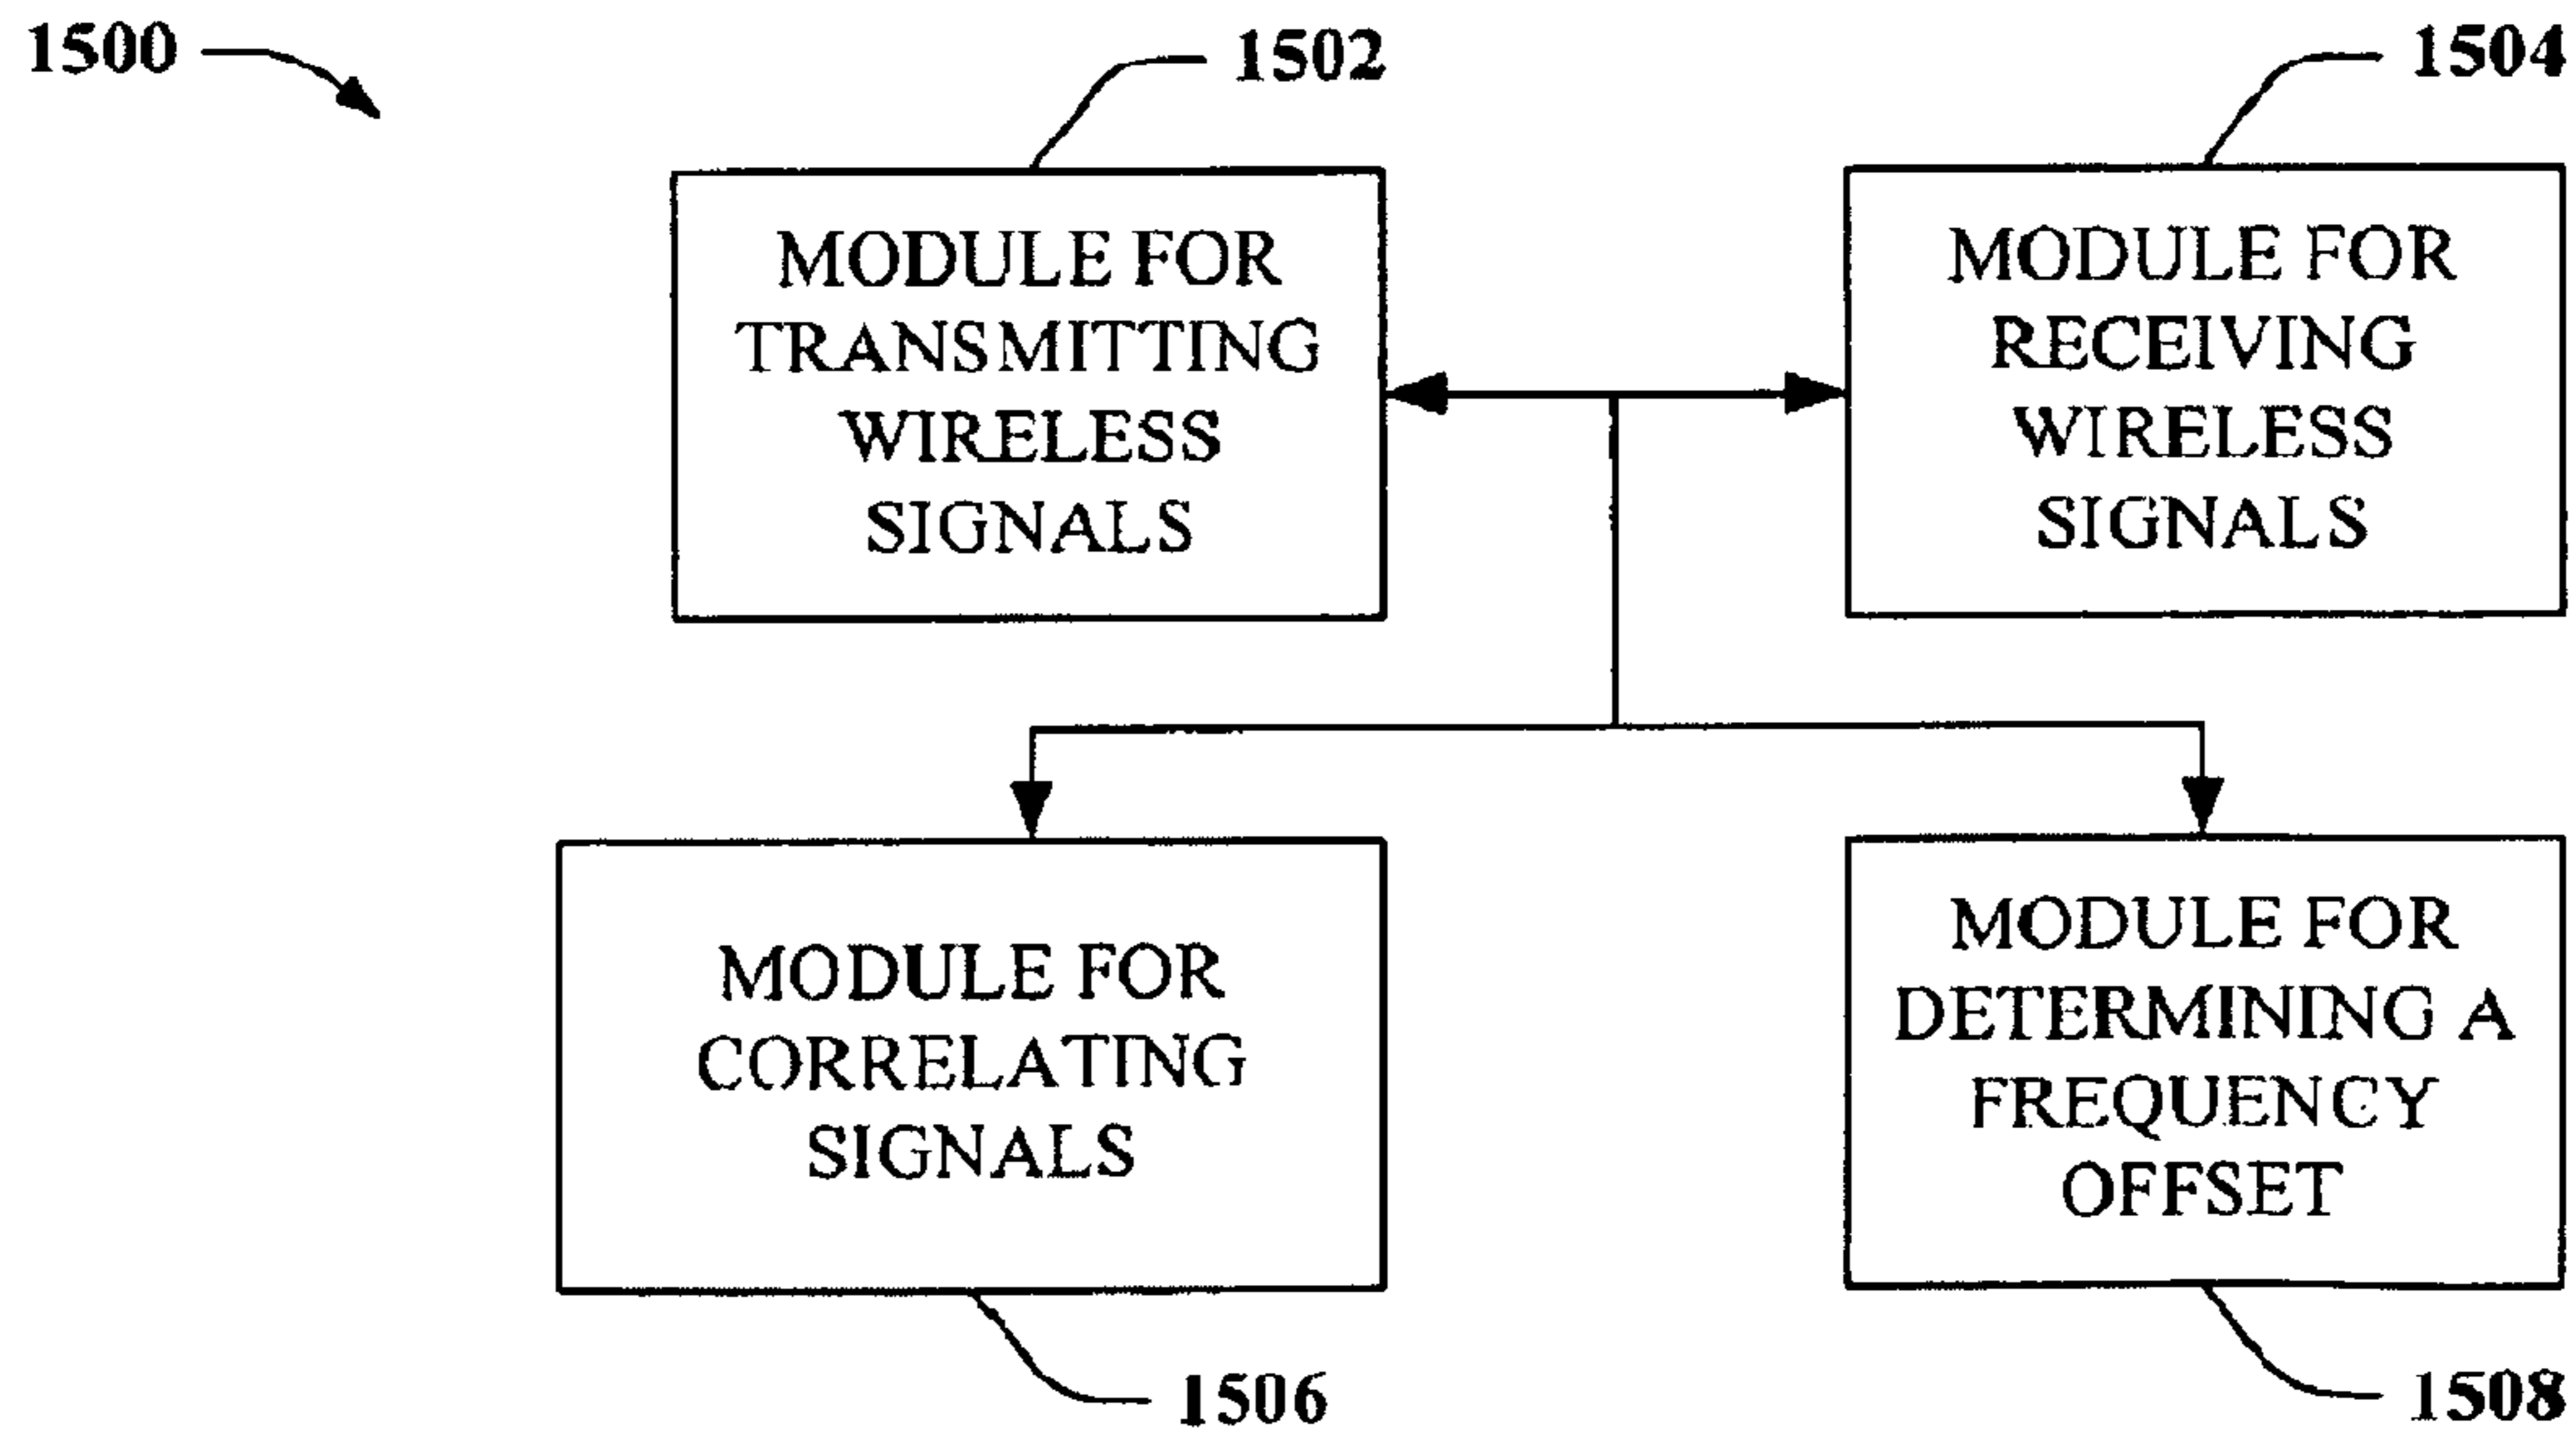 1500
1502
1504
MODULE FOR
TRANSMITTING
WIRELESS
SIGNALS
MODULE FOR
RECEIVING
WIRELESS
SIGNALS
MODULE FOR
CORRELATING
SIGNALS
MODULE FOR
DETERMINING A
FREQUENCY
OFFSET
1506
1508